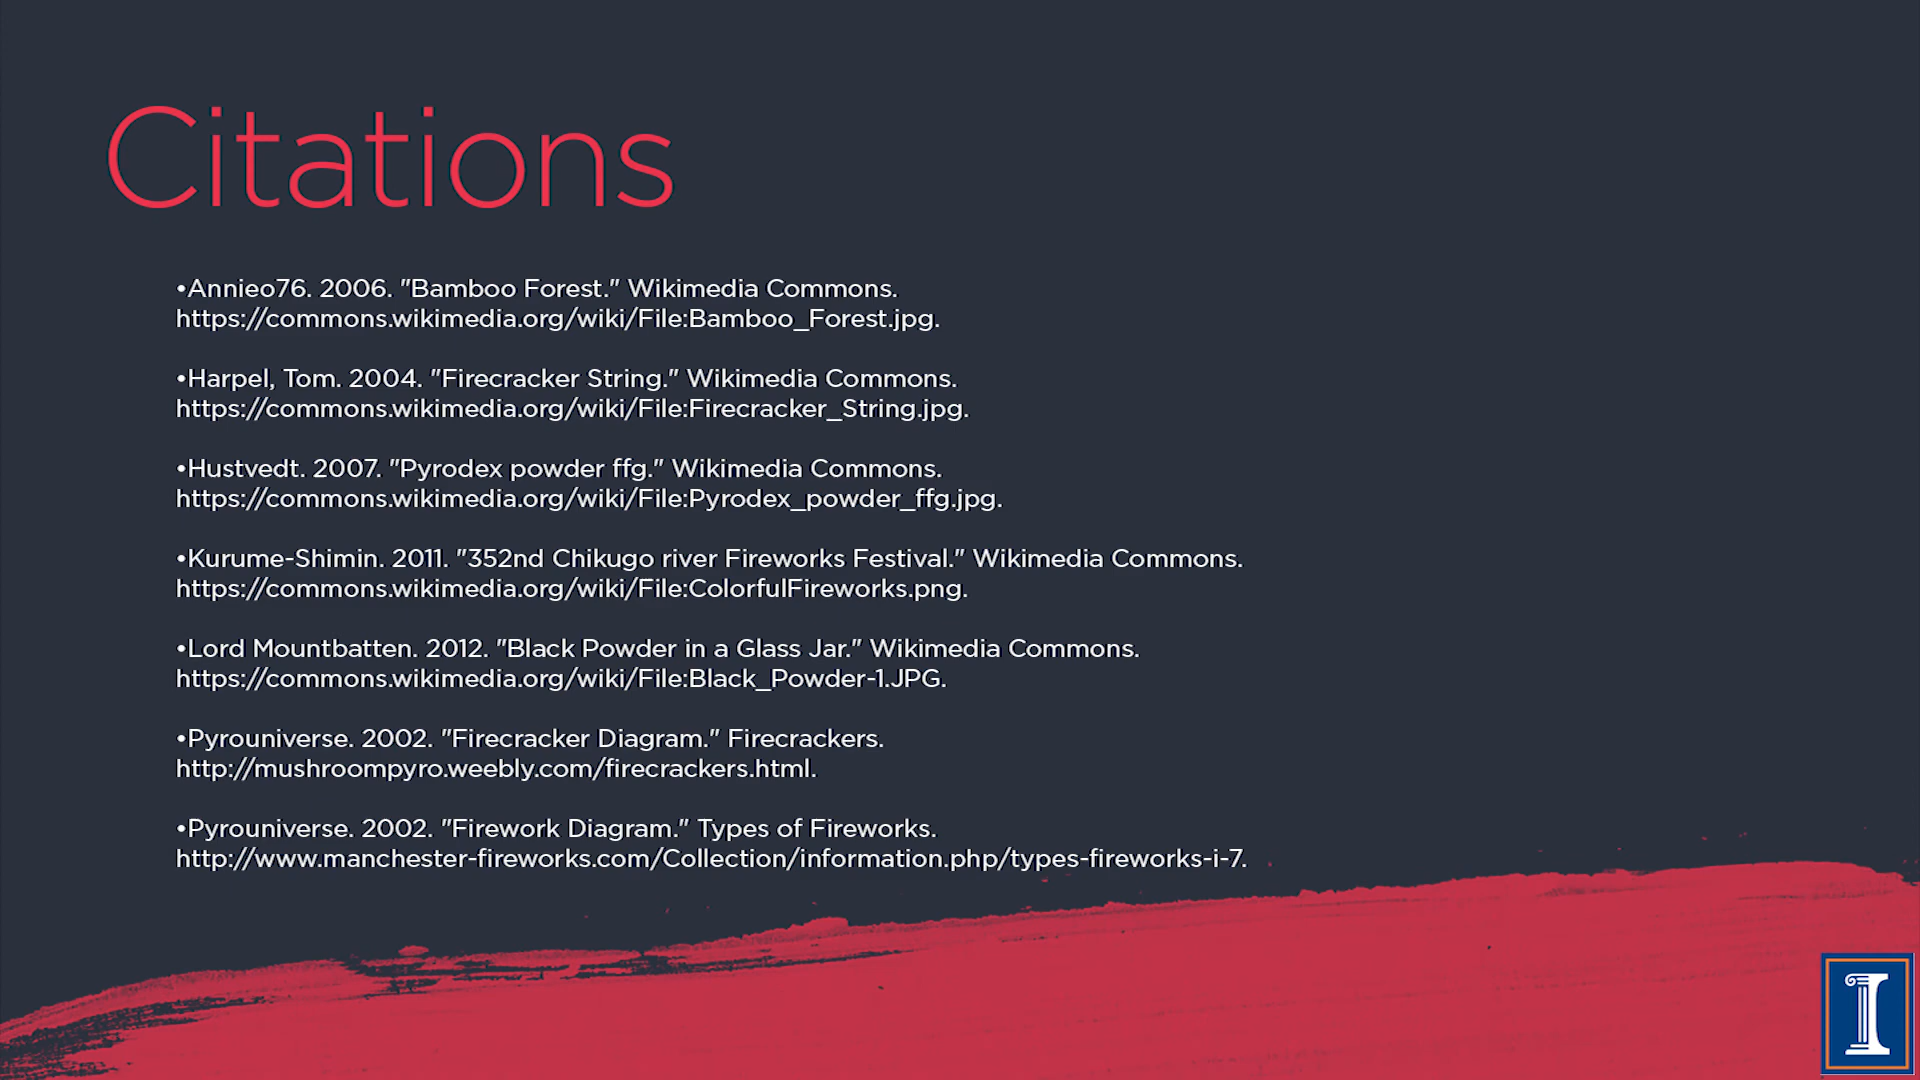 Citations
•Annieo76. 2006. "Bamboo Forest." Wikimedia Commons.
https://commons.wikimedia.org/wiki/File:Bamboo_Forest.jpg.
•Harpel, Tom. 2004. "Firecracker String." Wikimedia Commons.
https://commons.wikimedia.org/wiki/File:Firecracker_String.jpg.
•Hustvedt. 2007. "Pyrodex powder ffg." Wikimedia Commons.
https://commons.wikimedia.org/wiki/File:Pyrodex_powder_ffg.jpg.
•Kurume-Shimin. 2011. "352nd Chikugo river Fireworks Festival." Wikimedia Commons.
https://commons.wikimedia.org/wiki/File:ColorfulFireworks.png.
•Lord Mountbatten. 2012. "Black Powder in a Glass Jar." Wikimedia Commons.
https://commons.wikimedia.org/wiki/File:Black_Powder-1.JPG.
•Pyrouniverse. 2002. "Firecracker Diagram." Firecrackers.
http://mushroompyro.weebly.com/firecrackers.html.
•Pyrouniverse. 2002. "Firework Diagram." Types of Fireworks.
http://www.manchester-fireworks.com/Collection/information.php/types-fireworks-i-7.
I